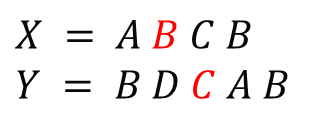 X = A B C B
Y = B D C A B